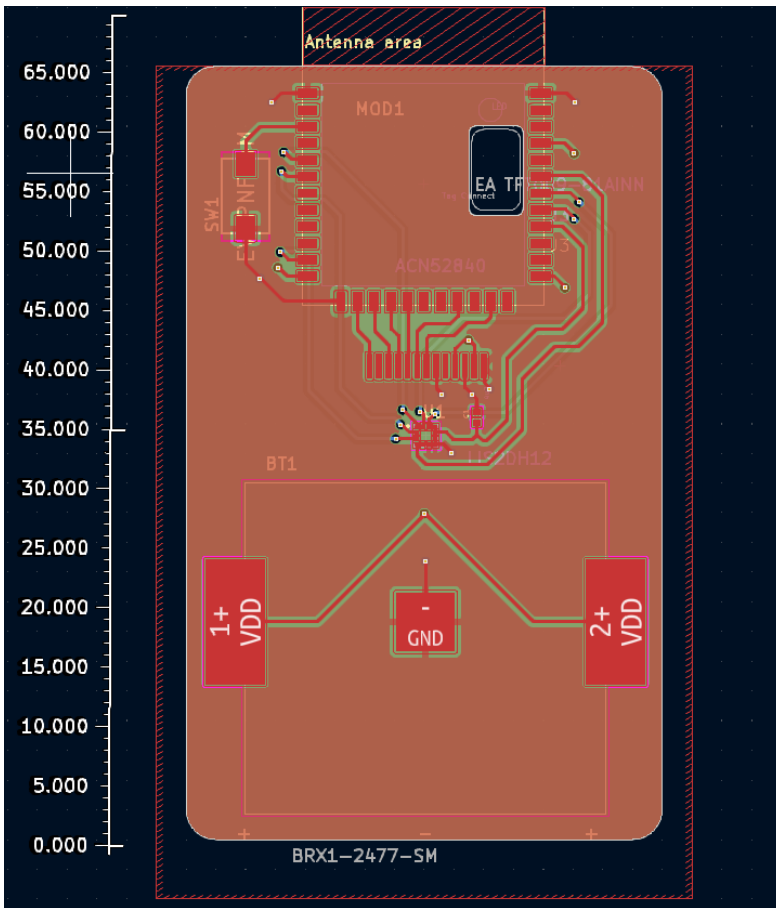 Antenna area
65.000
MOD1
60.000
55.000
SW1
50.000
ACN52840
45.000
40.000
35.000
LIS2DH12
BT1
30.000
25.000
20.000
1+
VDD
-
GND
2+
VDD
15.000
10.000
5.000
0.000
+
-
+
BRX1-2477-SM